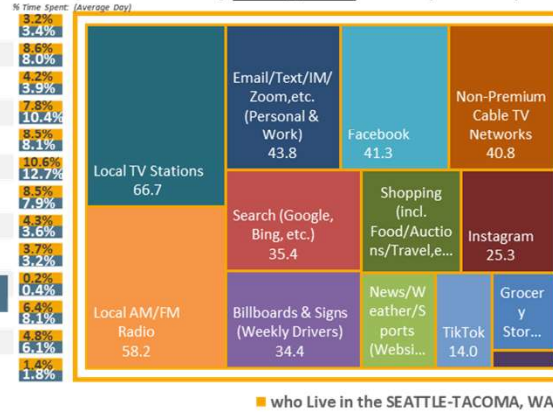 % Time Spent: (Average Day)
3.2%
3.4%
8.6%
8.0%
4.2%
3.9%
7.8%
10.4%
8.5%
8.1%
10.6%
12.7%
8.5%
7.9%
4.3%
3.6%
3.7%
3.2%
0.2%
0.4%
6.4%
8.1%
4.8%
6.1%
1.4%
1.8%
Local TV Stations
66.7
Local AM/FM
Radio
58.2
Email/Text/IM/
Zoom,etc.
(Personal &
Work)
43.8
Facebook
41.3
Non-Premium
Cable TV
Networks
40.8
Search (Google,
Bing, etc.)
35.4
Shopping
(incl.
Food/Auctio
ns/Travel,e...
Instagram
25.3
Billboards & Signs
(Weekly Drivers)
34.4
News/W
eather/S
ports
(Websi...
TikTok
14.0
Grocer
y
Stor...
who Live in the SEATTLE-TACOMA, WA